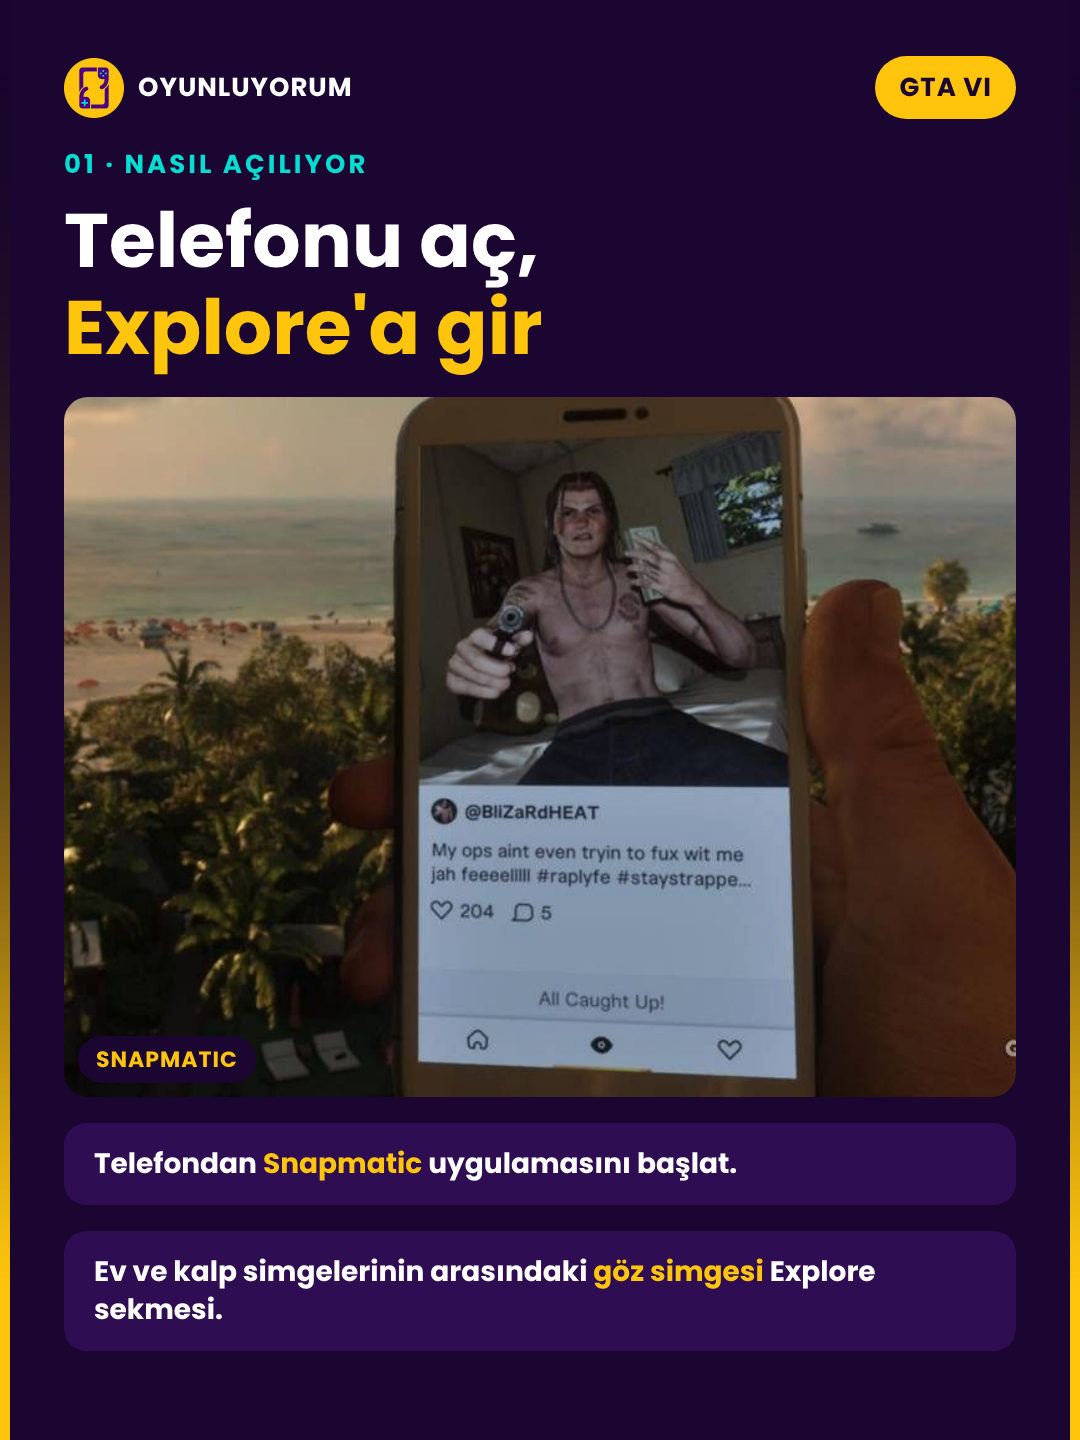 OYUNLUYORUM
GTA VI
01 · NASIL AÇILIYOR
Telefonu aç,
Explore'a gir
@BliZaRdHEAT
My ops aint even tryin to fux wit me
jah feeeelllll #raplyfe #staystrappe...
204 5
All Caught Up!
SNAPMATIC
Telefondan Snapmatic uygulamasını başlat.
Ev ve kalp simgelerinin arasındaki göz simgesi Explore
sekmesi.